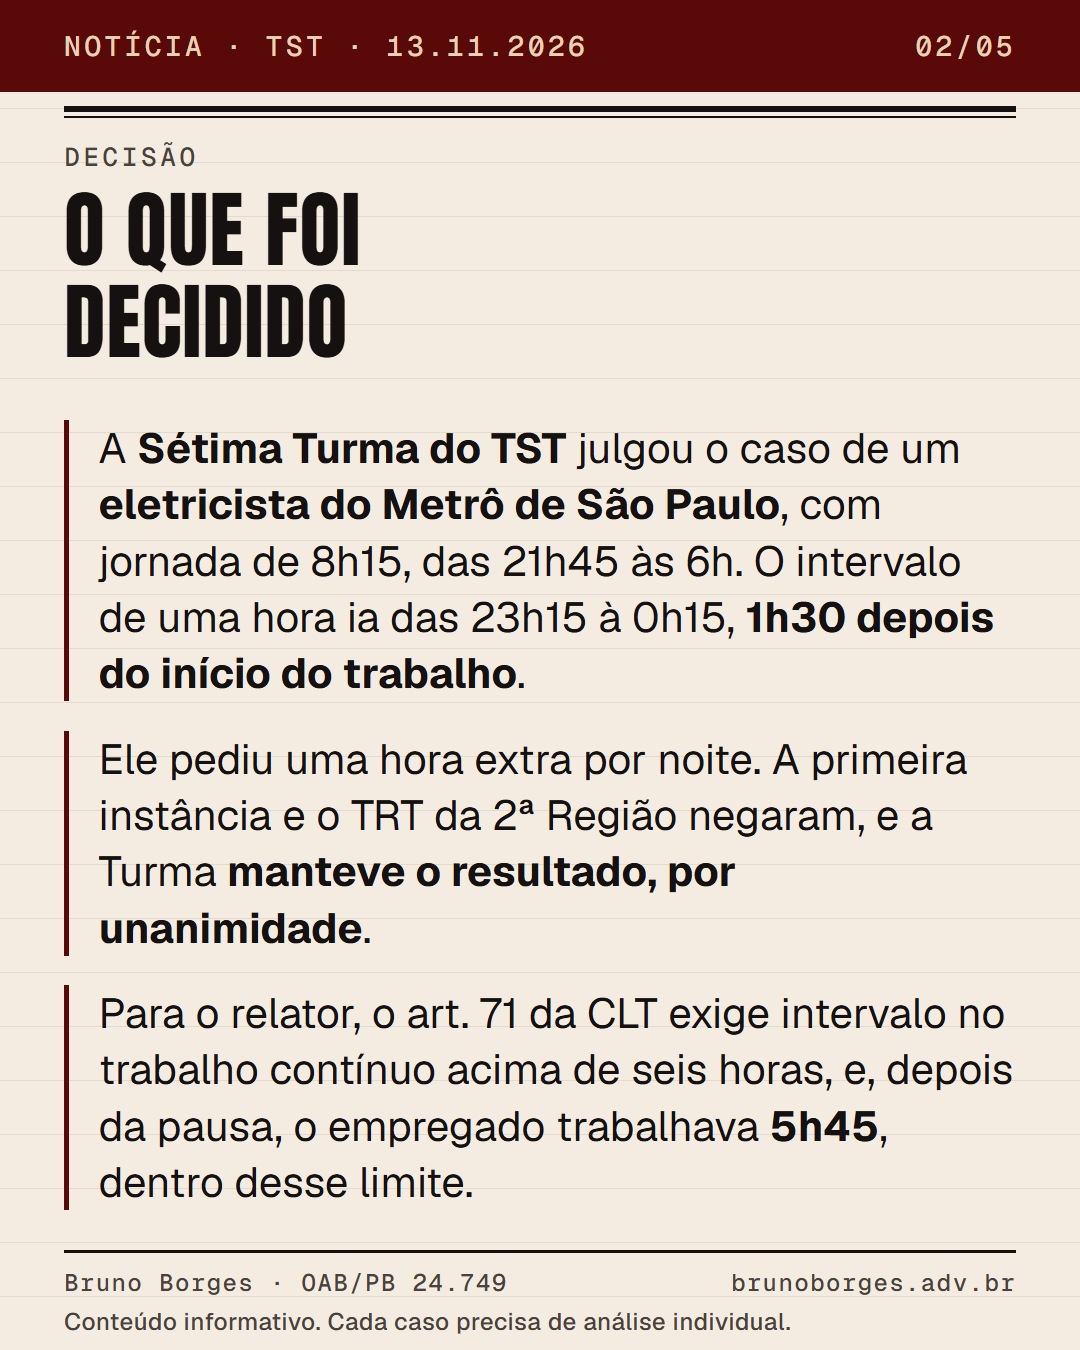 NOTÍCIA · TST · 13.11.2026 02/05
DECISÃO
O QUE FOI
DECIDIDO
A Sétima Turma do TST julgou o caso de um
eletricista do Metrô de São Paulo, com
jornada de 8h15, das 21h45 às 6h. O intervalo
de uma hora ia das 23h15 à 0h15, 1h30 depois
do início do trabalho.
Ele pediu uma hora extra por noite. A primeira
instância e o TRT da 2ª Região negaram, e a
Turma manteve o resultado, por
unanimidade.
Para o relator, o art. 71 da CLT exige intervalo no
trabalho contínuo acima de seis horas, e, depois
da pausa, o empregado trabalhava 5h45,
dentro desse limite.
Bruno Borges · OAB/PB 24.749 brunoborges.adv.br
Conteúdo informativo. Cada caso precisa de análise individual.